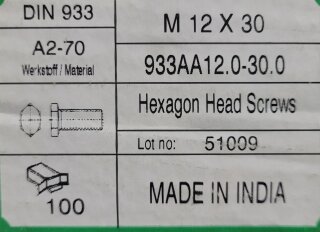 DIN 933
M 12 X 30
A2-70
Werkstoff / Material
933AA12.0-30.0
Hexagon Head Screws
Lot no: 51009
100
MADE IN INDIA